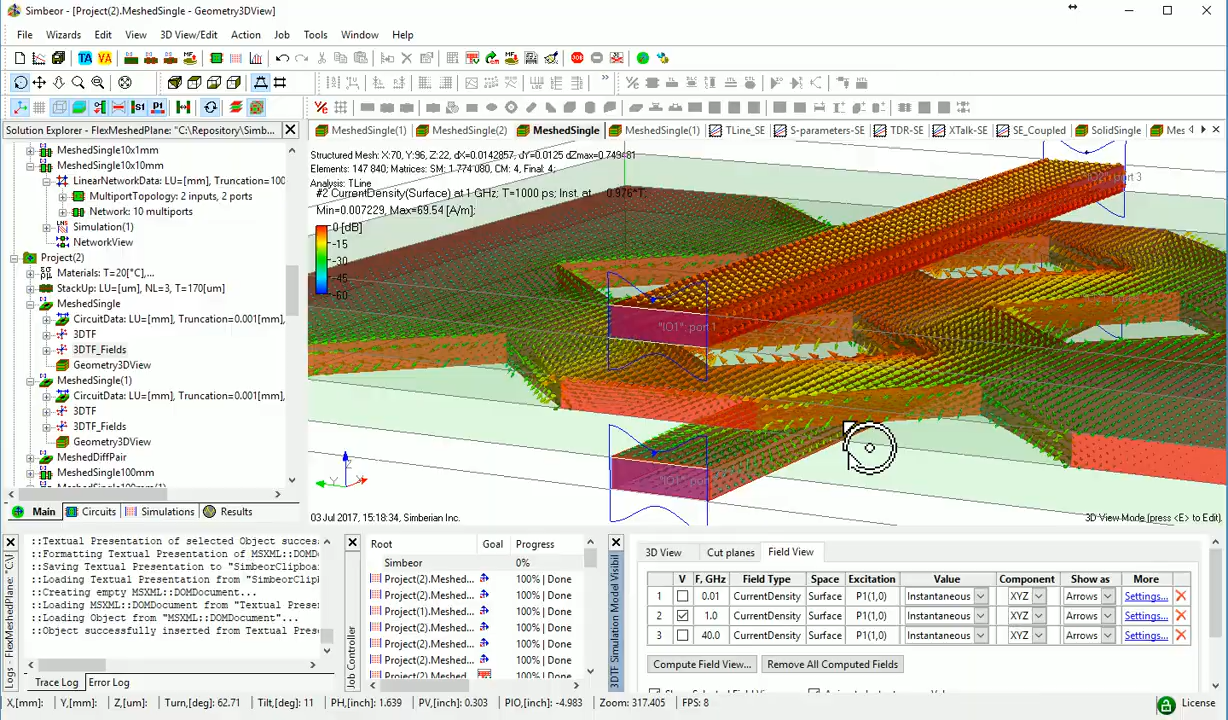 Simbeor - [Project(2).MeshedSingle - Geometry3DView]
File Wizards Edit View 3D View/Edit Action Job Tools Window Help
Solution Explorer - FlexMeshedPlane: "C:\Repository\Simb...
MeshedSingle(1) MeshedSingle(2) MeshedSingle MeshedSingle(1) TLine_SE S-parameters-SE TDR-SE XTalk-SE SE_Coupled SolidSingle Mes
MeshedSingle10x1mm
MeshedSingle10x10mm
LinearNetworkData: LU=[mm], Truncation=100
MultiportTopology: 2 inputs, 2 ports
Network: 10 multiports
Simulation(1)
NetworkView
Project(2)
Materials: T=20[°C],...
StackUp: LU=[um], NL=3, T=170[um]
MeshedSingle
CircuitData: LU=[mm], Truncation=0.001[mm],
3DTF
3DTF_Fields
Geometry3DView
MeshedSingle(1)
CircuitData: LU=[mm], Truncation=0.001[mm],
3DTF
3DTF_Fields
Geometry3DView
MeshedDiffPair
MeshedSingle100mm
Main Circuits Simulations Results
Structured Mesh: X:70, Y:96, Z:22, dX=0.0142857, dY=0.0125 dZmax=0.749481
Elements: 147 840; Matrices: SM: 1 774 080, CM: 4, Final: 4;
Analysis: TLine
#2 CurrentDensity(Surface) at 1 GHz; T=1000 ps; Inst. at 0.976*T;
Min=0.007229, Max=69.54 [A/m];
0 [dB]
-15
-30
-45
-60
"IO1": port 1
"IO1": port
port 3
03 Jul 2017, 15:18:34, Simberian Inc.
3D View Mode (press <E> to Edit).
::Textual Presentation of selected Object succes
::Formatting Textual Presentation of MSXML::DOMD
::Saving Textual Presentation to "SimbeorClipboa
::Loading Textual Presentation from "SimbeorClip
::Creating empty MSXML::DOMDocument...
::Loading MSXML::DOMDocument from "Textual Prese
::Loading Object from "MSXML::DOMDocument"...
::Object successfully inserted from Textual Pres
Trace Log Error Log
Logs - FlexMeshedPlane: "C:\F
Job Controller
Root Goal Progress
Simbeor 0%
Project(2).Meshed... 100% | Done
Project(2).Meshed... 100% | Done
Project(1).Meshed... 100% | Done
Project(2).Meshed... 100% | Done
Project(2).Meshed... 100% | Done
Project(2).Meshed... 100% | Done
Project(2).Meshed... 100% | Done
3DTF Simulation Model Visibil
3D View Cut planes Field View
V F, GHz Field Type Space Excitation Value Component Show as More
1 0.01 CurrentDensity Surface P1(1,0) Instantaneous XYZ Arrows Settings...
2 1.0 CurrentDensity Surface P1(1,0) Instantaneous XYZ Arrows Settings...
3 40.0 CurrentDensity Surface P1(1,0) Instantaneous XYZ Arrows Settings...
Compute Field View... Remove All Computed Fields
X,[mm]: Y,[mm]: Z,[um]: Turn,[deg]: 62.71 Tilt,[deg]: 11 PH,[inch]: 1.639 PV,[inch]: 0.303 PIO,[inch]: -4.983 Zoom: 317.405 FPS: 8 License